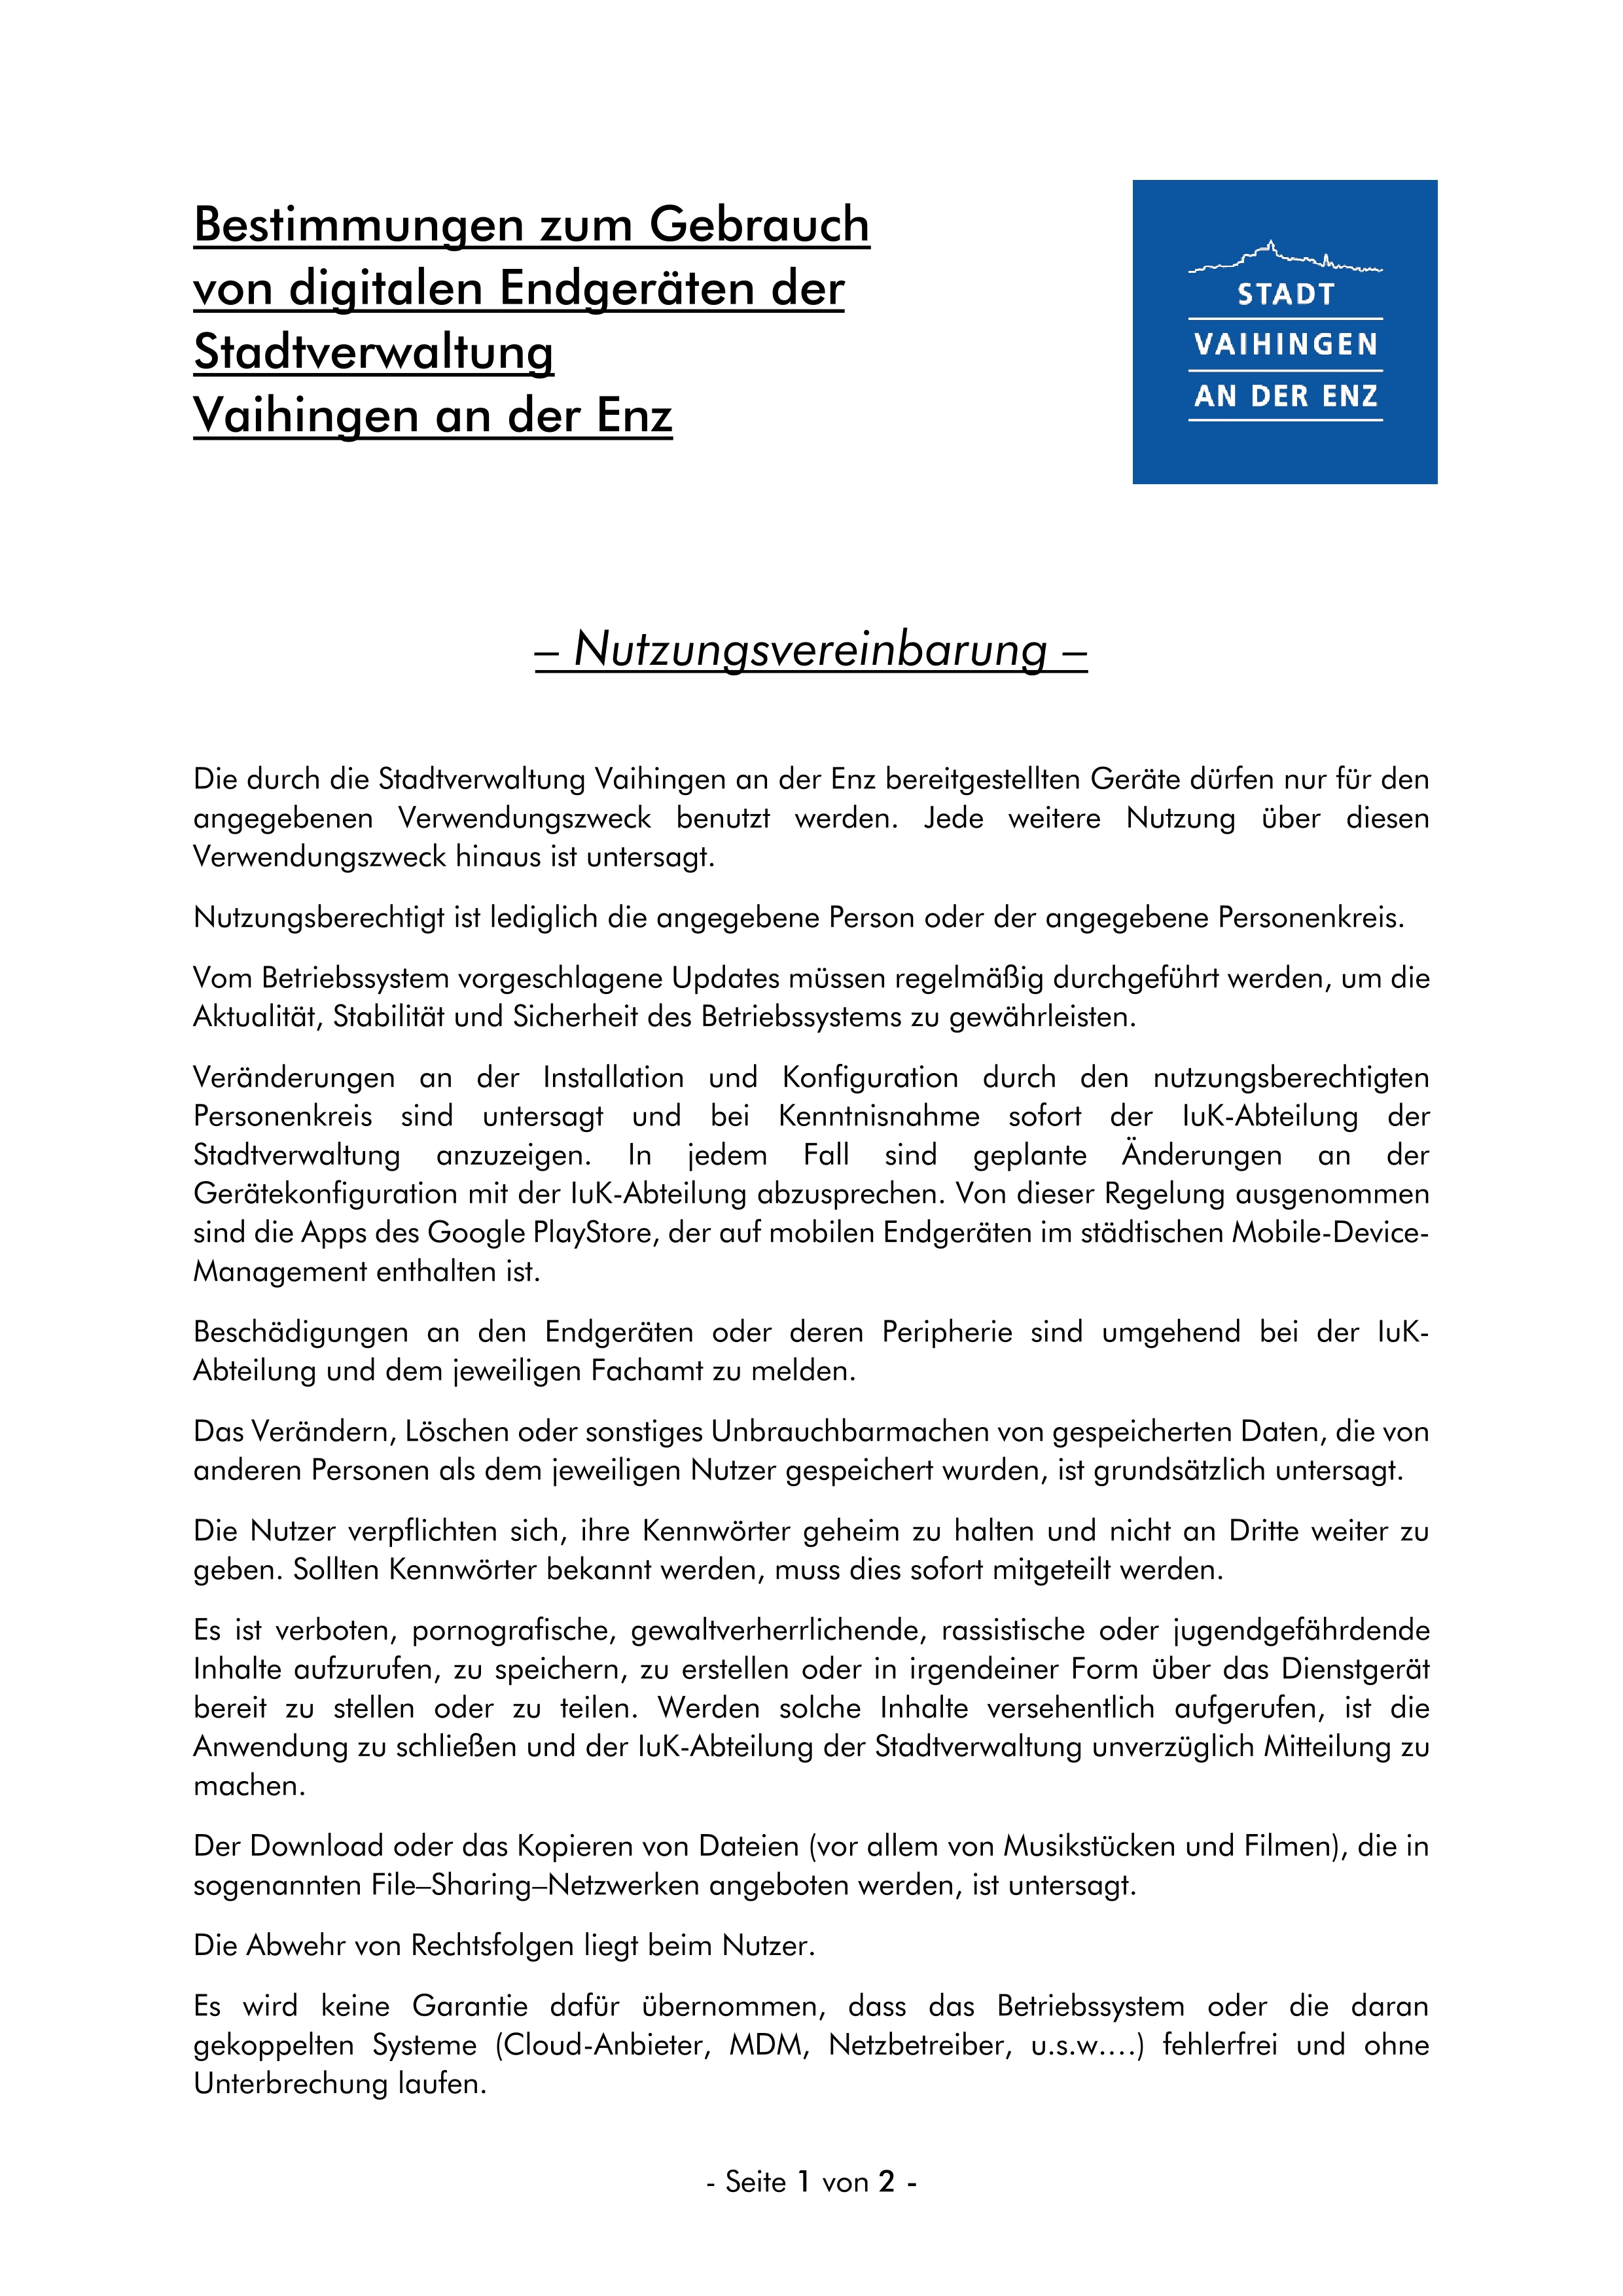 Bestimmungen zum Gebrauch
von digitalen Endgeräten der
Stadtverwaltung
Vaihingen an der Enz
STADT
VAIHINGEN
AN DER ENZ
– Nutzungsvereinbarung –
Die durch die Stadtverwaltung Vaihingen an der Enz bereitgestellten Geräte dürfen nur für den
angegebenen Verwendungszweck benutzt werden. Jede weitere Nutzung über diesen
Verwendungszweck hinaus ist untersagt.
Nutzungsberechtigt ist lediglich die angegebene Person oder der angegebene Personenkreis.
Vom Betriebssystem vorgeschlagene Updates müssen regelmäßig durchgeführt werden, um die
Aktualität, Stabilität und Sicherheit des Betriebssystems zu gewährleisten.
Veränderungen an der Installation und Konfiguration durch den nutzungsberechtigten
Personenkreis sind untersagt und bei Kenntnisnahme sofort der IuK-Abteilung der
Stadtverwaltung anzuzeigen. In jedem Fall sind geplante Änderungen an der
Gerätekonfiguration mit der IuK-Abteilung abzusprechen. Von dieser Regelung ausgenommen
sind die Apps des Google PlayStore, der auf mobilen Endgeräten im städtischen Mobile-Device-
Management enthalten ist.
Beschädigungen an den Endgeräten oder deren Peripherie sind umgehend bei der IuK-
Abteilung und dem jeweiligen Fachamt zu melden.
Das Verändern, Löschen oder sonstiges Unbrauchbarmachen von gespeicherten Daten, die von
anderen Personen als dem jeweiligen Nutzer gespeichert wurden, ist grundsätzlich untersagt.
Die Nutzer verpflichten sich, ihre Kennwörter geheim zu halten und nicht an Dritte weiter zu
geben. Sollten Kennwörter bekannt werden, muss dies sofort mitgeteilt werden.
Es ist verboten, pornografische, gewaltverherrlichende, rassistische oder jugendgefährdende
Inhalte aufzurufen, zu speichern, zu erstellen oder in irgendeiner Form über das Dienstgerät
bereit zu stellen oder zu teilen. Werden solche Inhalte versehentlich aufgerufen, ist die
Anwendung zu schließen und der IuK-Abteilung der Stadtverwaltung unverzüglich Mitteilung zu
machen.
Der Download oder das Kopieren von Dateien (vor allem von Musikstücken und Filmen), die in
sogenannten File–Sharing–Netzwerken angeboten werden, ist untersagt.
Die Abwehr von Rechtsfolgen liegt beim Nutzer.
Es wird keine Garantie dafür übernommen, dass das Betriebssystem oder die daran
gekoppelten Systeme (Cloud-Anbieter, MDM, Netzbetreiber, u.s.w.…) fehlerfrei und ohne
Unterbrechung laufen.
- Seite 1 von 2 -